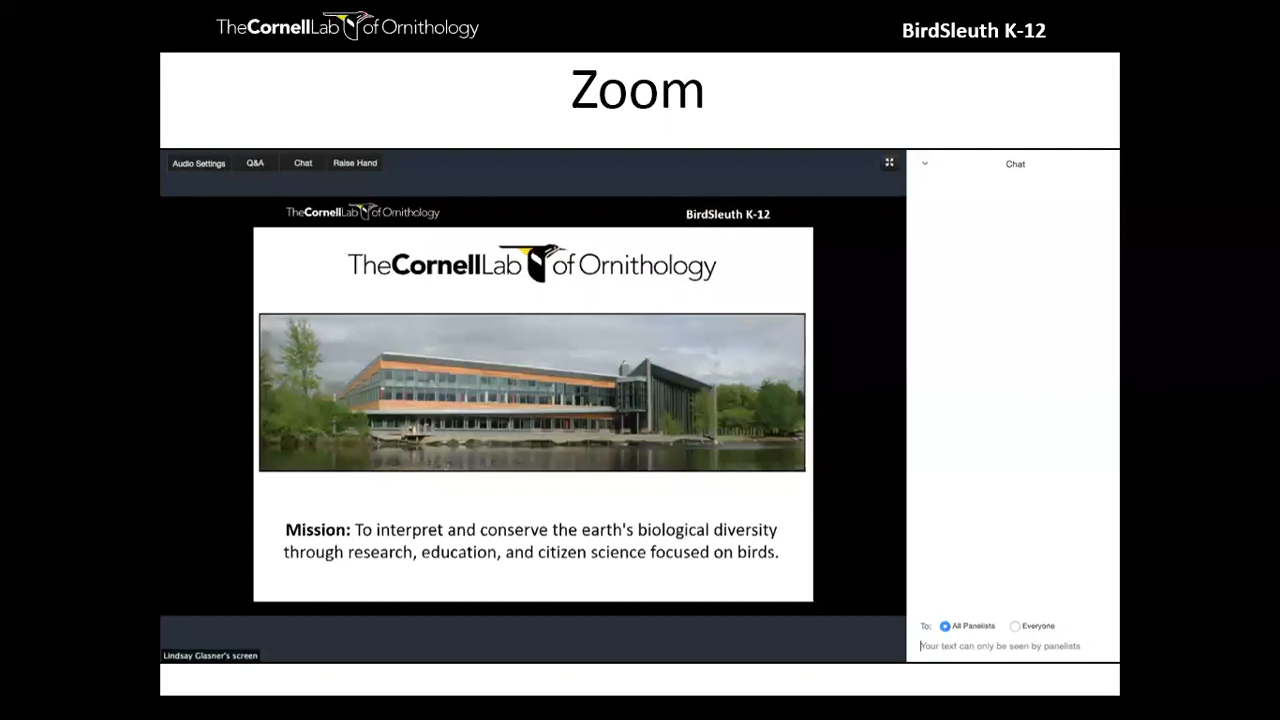 TheCornellLab of Ornithology
BirdSleuth K-12
Zoom
Audio Settings Q&A Chat Raise Hand
Chat
TheCornellLab of Ornithology
BirdSleuth K-12
TheCornellLab of Ornithology
Mission: To interpret and conserve the earth's biological diversity
through research, education, and citizen science focused on birds.
To: All Panelists Everyone
Your text can only be seen by panelists
Lindsay Glasner's screen